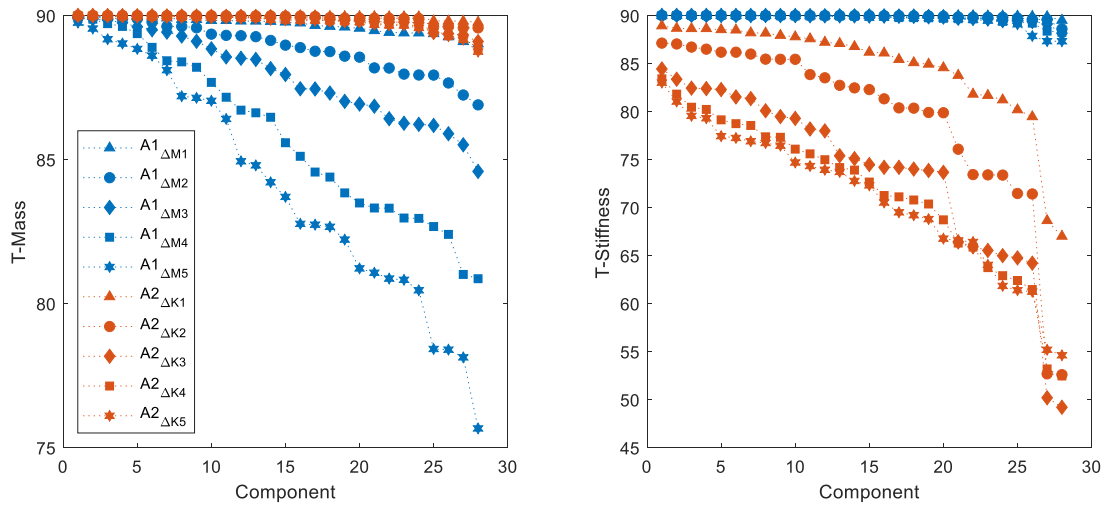 90
85
80
75
T-Mass
A1ΔM1
A1ΔM2
A1ΔM3
A1ΔM4
A1ΔM5
A2ΔK1
A2ΔK2
A2ΔK3
A2ΔK4
A2ΔK5
0 5 10 15 20 25 30
Component
90
85
80
75
70
65
60
55
50
45
T-Stiffness
0 5 10 15 20 25 30
Component